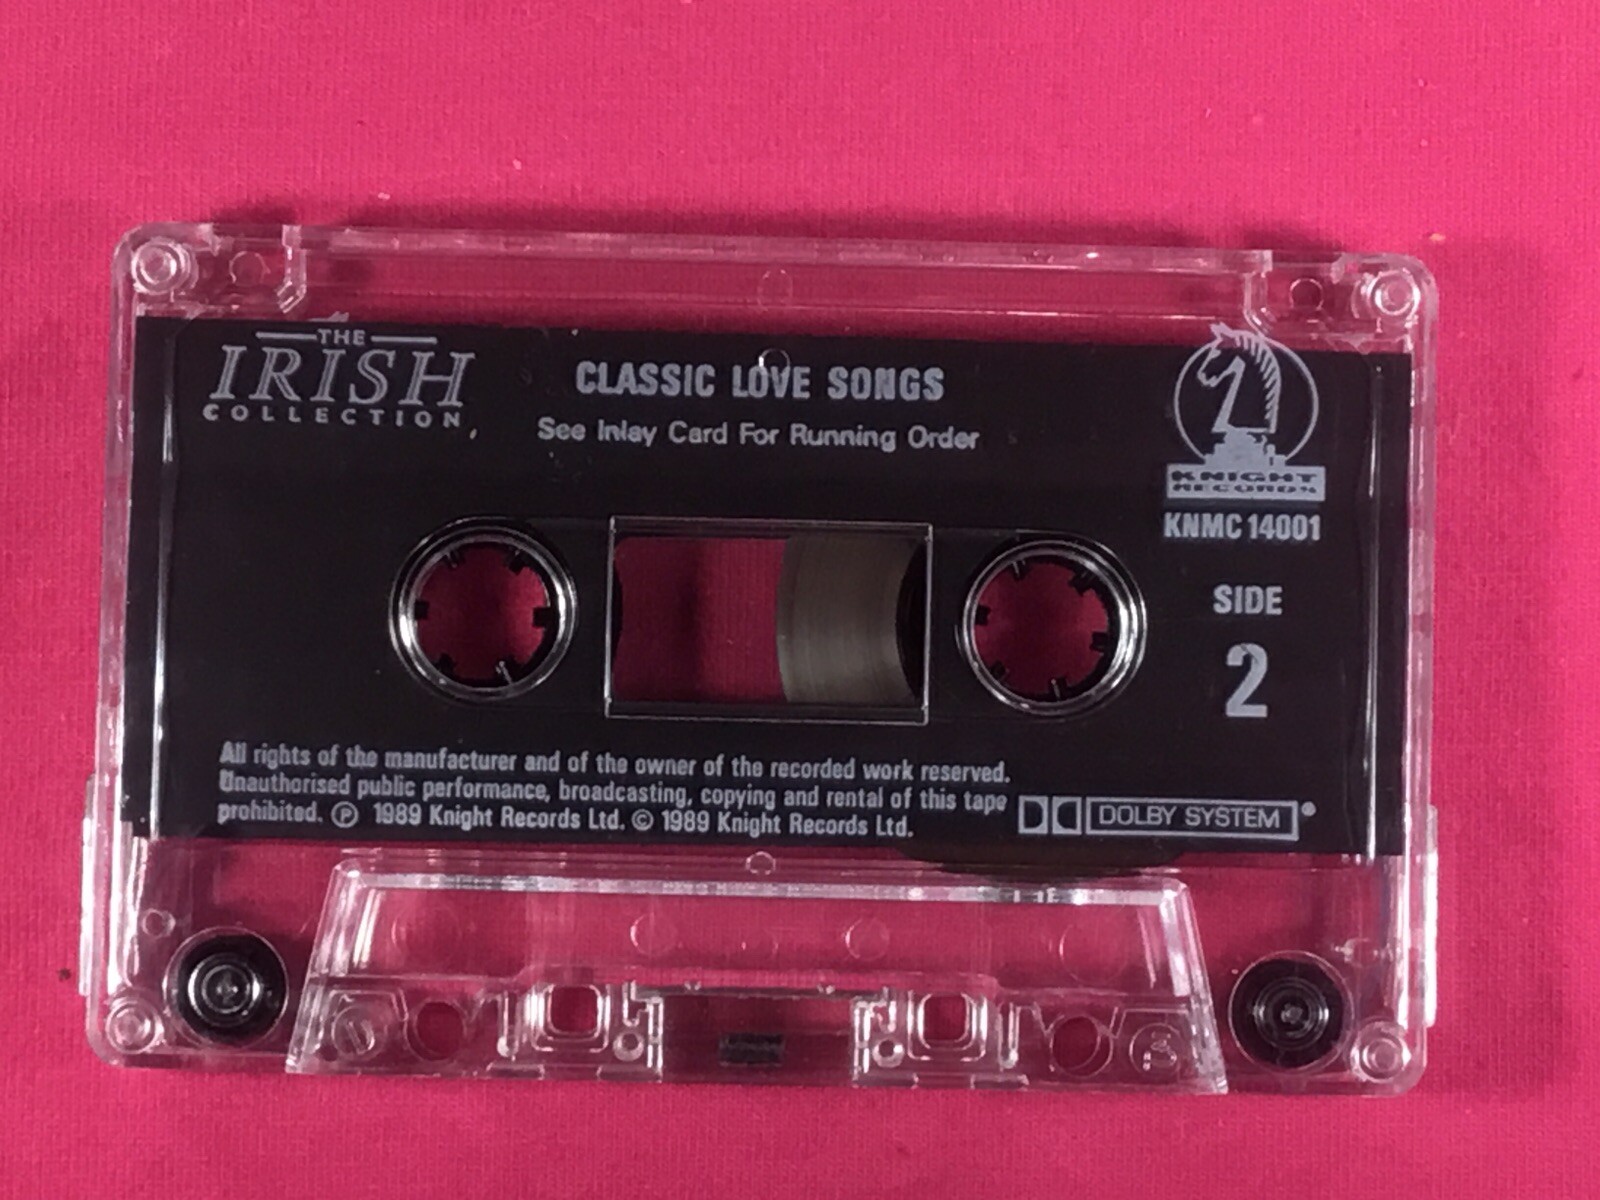 THE
IRISH
COLLECTION
CLASSIC LOVE SONGS
See Inlay Card For Running Order
KNIGHT
RECORDS
KNMC 14001
SIDE
2
All rights of the manufacturer and of the owner of the recorded work reserved.
Unauthorised public performance, broadcasting, copying and rental of this tape
prohibited. ℗ 1989 Knight Records Ltd. © 1989 Knight Records Ltd.
DOLBY SYSTEM®